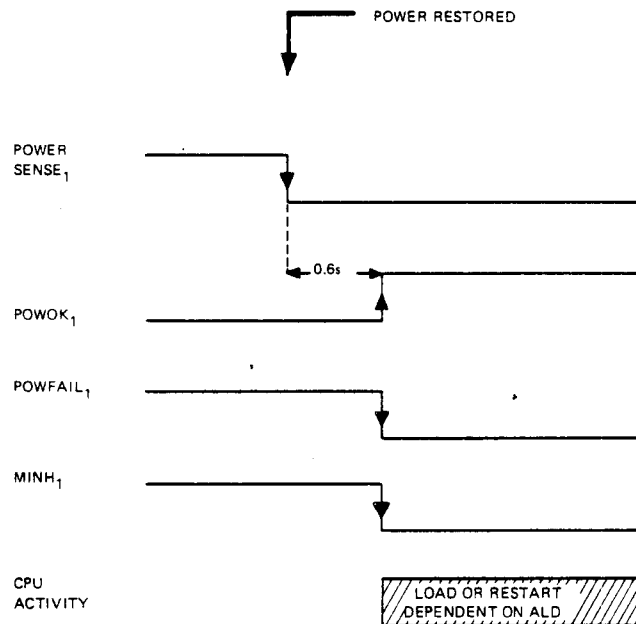 POWER RESTORED
POWER
SENSE₁
0.6s
POWOK₁
POWFAIL₁
MINH₁
CPU
ACTIVITY
LOAD OR RESTART
DEPENDENT ON ALD